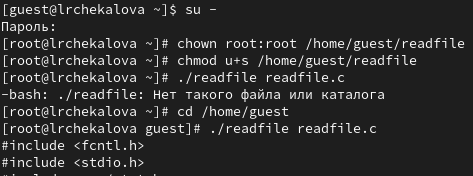 [guest@lrchekalova ~]$ su -
Пароль:
[root@lrchekalova ~]# chown root:root /home/guest/readfile
[root@lrchekalova ~]# chmod u+s /home/guest/readfile
[root@lrchekalova ~]# ./readfile readfile.c
-bash: ./readfile: Нет такого файла или каталога
[root@lrchekalova ~]# cd /home/guest
[root@lrchekalova guest]# ./readfile readfile.c
#include <fcntl.h>
#include <stdio.h>